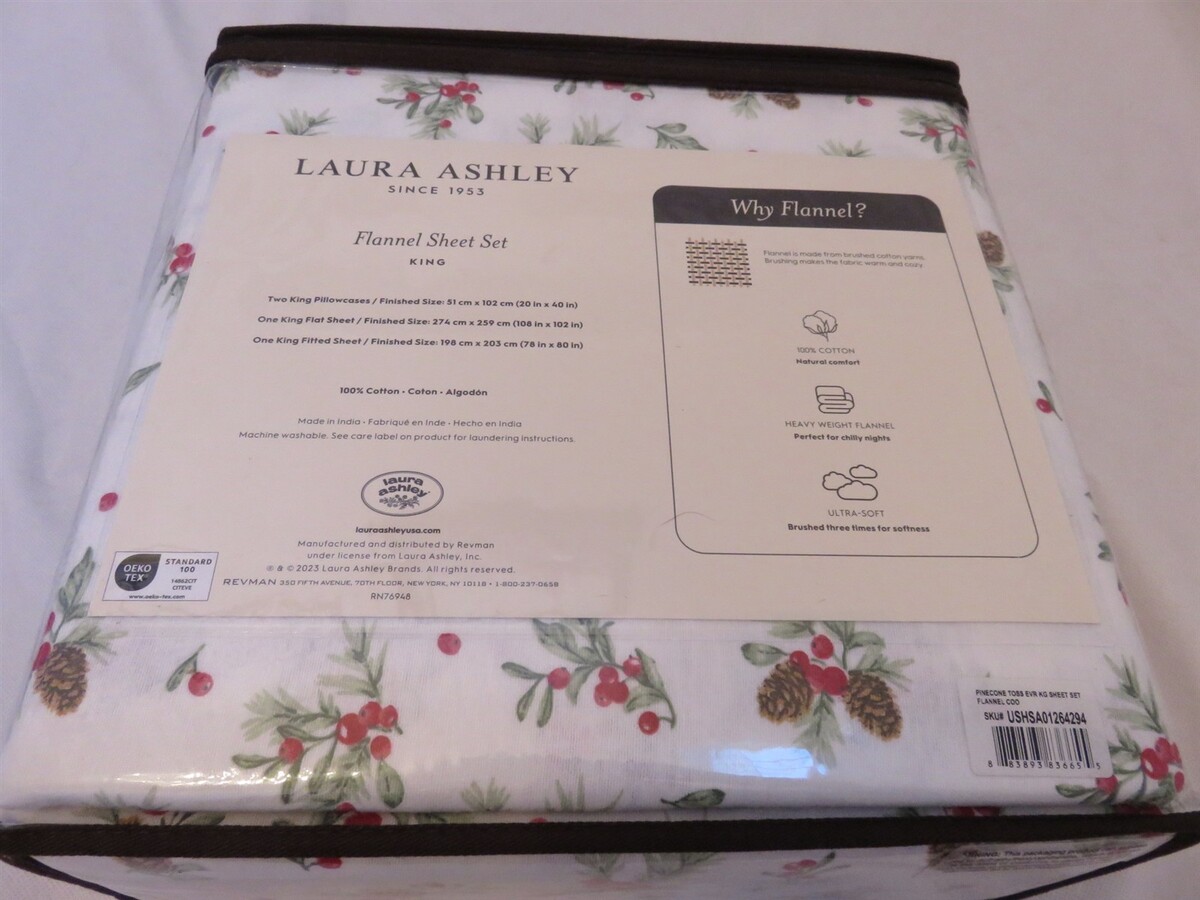 LAURA ASHLEY
SINCE 1953
Flannel Sheet Set
KING
Two King Pillowcases / Finished Size: 51 cm x 102 cm (20 in x 40 in)
One King Flat Sheet / Finished Size: 274 cm x 259 cm (108 in x 102 in)
One King Fitted Sheet / Finished Size: 198 cm x 203 cm (78 in x 80 in)
100% Cotton - Coton - Algodón
Made in India - Fabriqué en Inde - Hecho en India
Machine washable. See care label on product for laundering instructions.
laura
ashley
lauraashleyusa.com
Manufactured and distributed by Revman
under license from Laura Ashley, Inc.
® & © 2023 Laura Ashley Brands. All rights reserved.
REVMAN 350 FIFTH AVENUE, 70TH FLOOR, NEW YORK, NY 10118 • 1-800-237-0658
RN76948
OEKO
TEX®
STANDARD
100
14862CIT
CITEVE
www.oeko-tex.com
Why Flannel?
Flannel is made from brushed cotton yarns.
Brushing makes the fabric warm and cozy.
100% COTTON
Natural comfort
HEAVY WEIGHT FLANNEL
Perfect for chilly nights
ULTRA-SOFT
Brushed three times for softness
PINECONE TOSS EVR KG SHEET SET
FLANNEL COO
SKU# USHSA01264294
8 83893 83665 5
This packaging